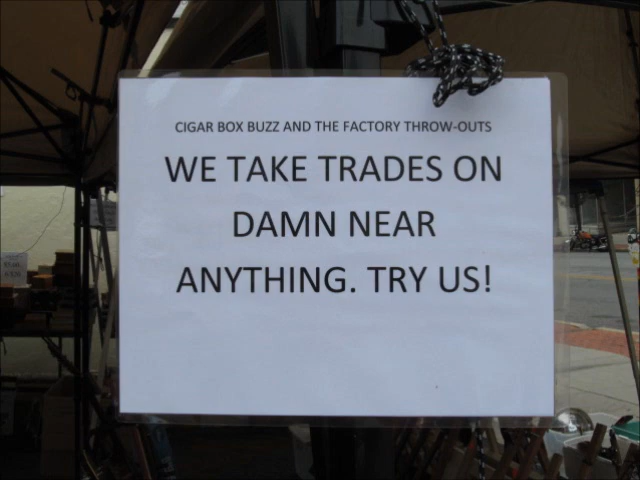 CIGAR BOX BUZZ AND THE FACTORY THROW-OUTS
WE TAKE TRADES ON
DAMN NEAR
ANYTHING. TRY US!